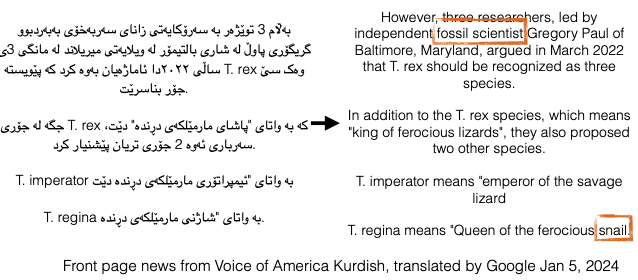 بەڵام 3 توێژەر بە سەرۆکایەتی زانای سەربەخۆی بەبەردبوو
گریگۆری پاوڵ لە شاری بالتیمۆر لە ویلایەتی میریلاند لە مانگی 3ی
ساڵی ٢٠٢٢دا ئاماژەیان بەوە کرد کە پێویستە T. rex وەک سێ
جۆر بناسرێت.
کە بە واتای "پاشای مارمێلکەی دڕندە" دێت، T. rex جگە لە جۆری
سەرباری ئەوە 2 جۆری تریان پێشنیار کرد.
T. imperator بە واتای "ئیمپراتۆری مارمێلکەی دڕندە دێت
T. regina بە واتای "شاژنی مارمێلکەی دڕندە.
However, three researchers, led by
independent fossil scientist Gregory Paul of
Baltimore, Maryland, argued in March 2022
that T. rex should be recognized as three
species.
In addition to the T. rex species, which means
"king of ferocious lizards", they also proposed
two other species.
T. imperator means "emperor of the savage
lizard
T. regina means "Queen of the ferocious snail.
Front page news from Voice of America Kurdish, translated by Google Jan 5, 2024